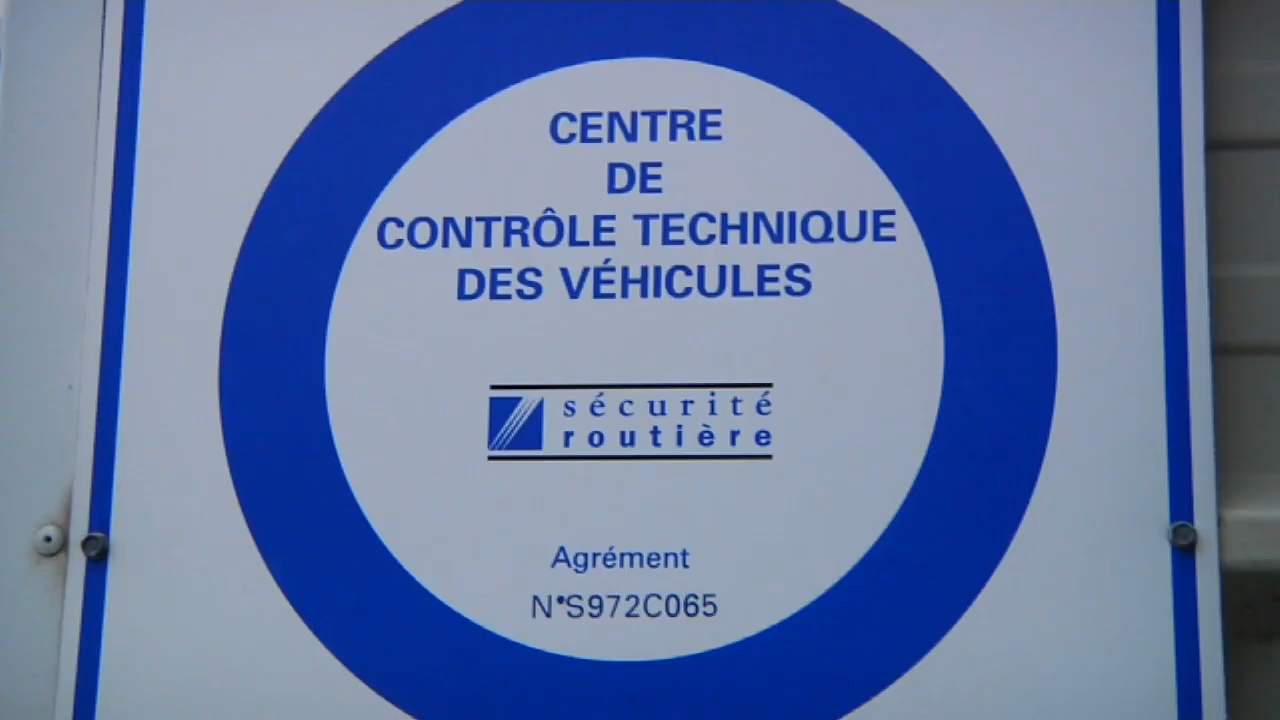 CENTRE
DE
CONTRÔLE TECHNIQUE
DES VÉHICULES
sécurité
routière
Agrément
N°S972C065